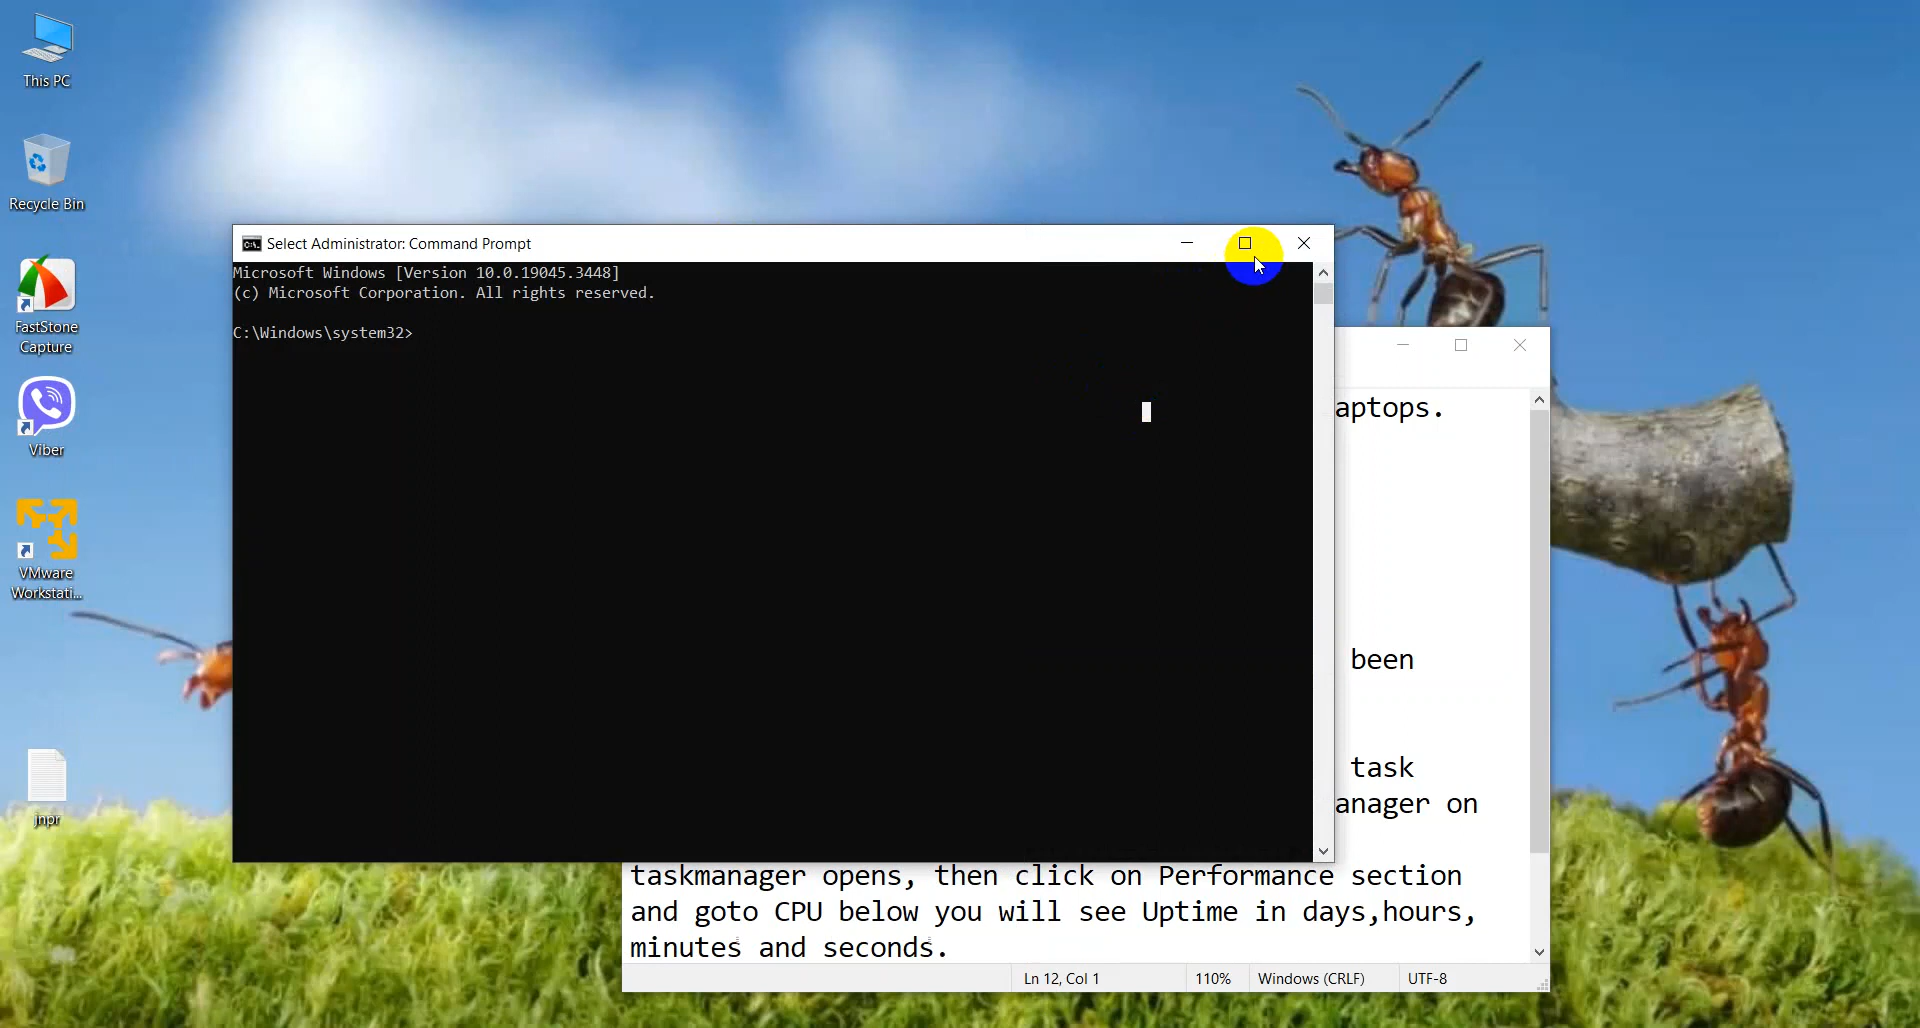 This PC
Recycle Bin
FastStone
Capture
Viber
VMware
Workstati...
jnpr
Select Administrator: Command Prompt
Microsoft Windows [Version 10.0.19045.3448]
(c) Microsoft Corporation. All rights reserved.
C:\Windows\system32>
aptops.
been
task
anager on
taskmanager opens, then click on Performance section
and goto CPU below you will see Uptime in days,hours,
minutes and seconds.
Ln 12, Col 1
110%
Windows (CRLF)
UTF-8